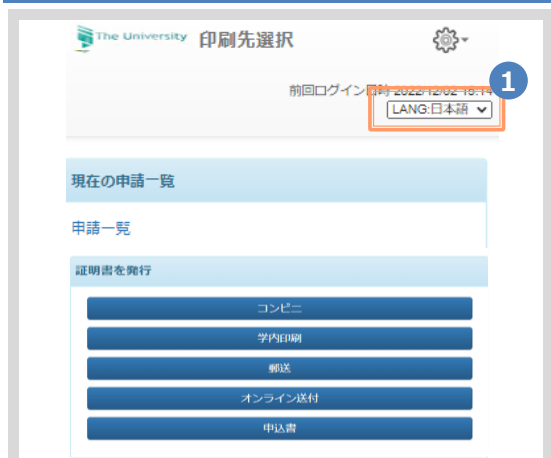 The University 印刷先選択
前回ログイン日時 2022/12/02 16:14
1
LANG:日本語
現在の申請一覧
申請一覧
証明書を発行
コンビニ
学内印刷
郵送
オンライン送付
申込書